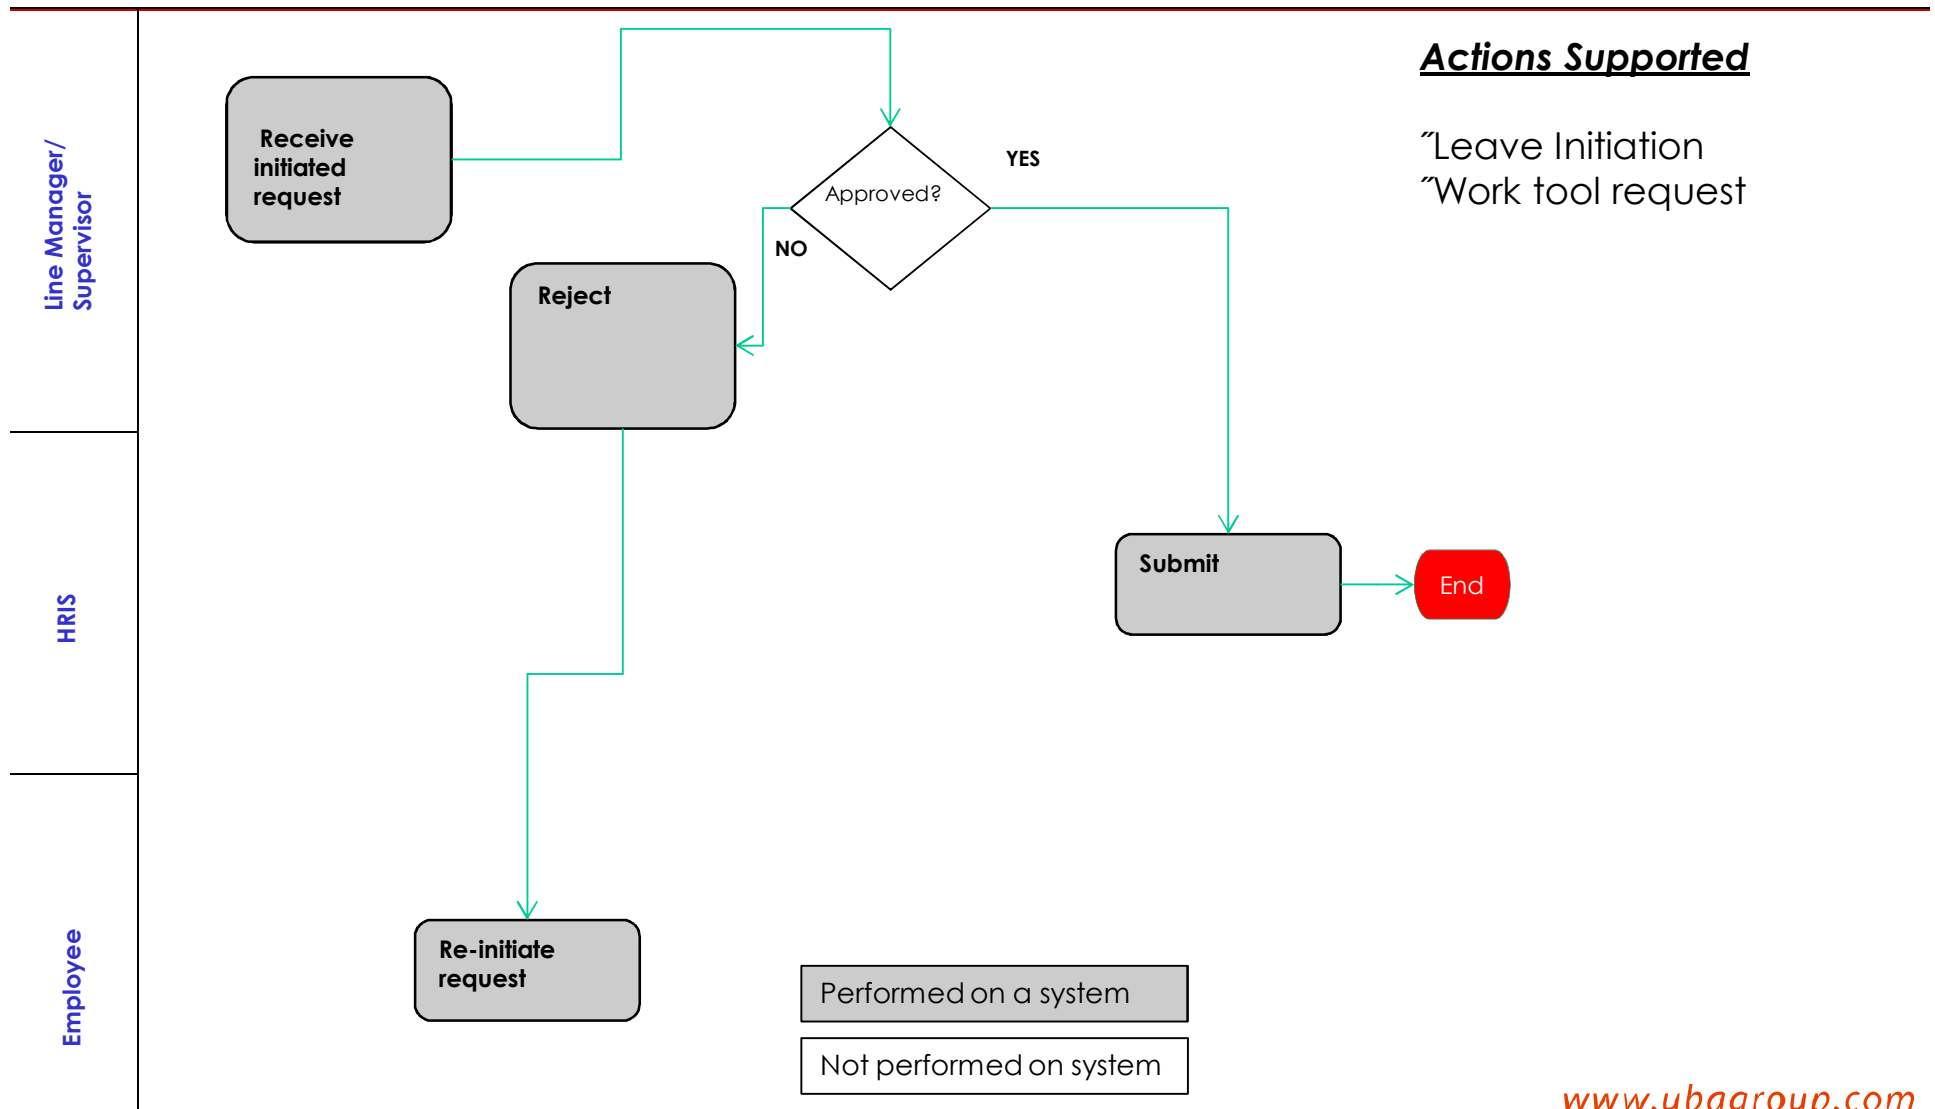 Actions Supported
˝Leave Initiation
˝Work tool request
Line Manager/
Supervisor
Receive
initiated
request
Approved?
YES
NO
Reject
HRIS
Submit
End
Employee
Re-initiate
request
Performed on a system
Not performed on system
www.ubagroup.com